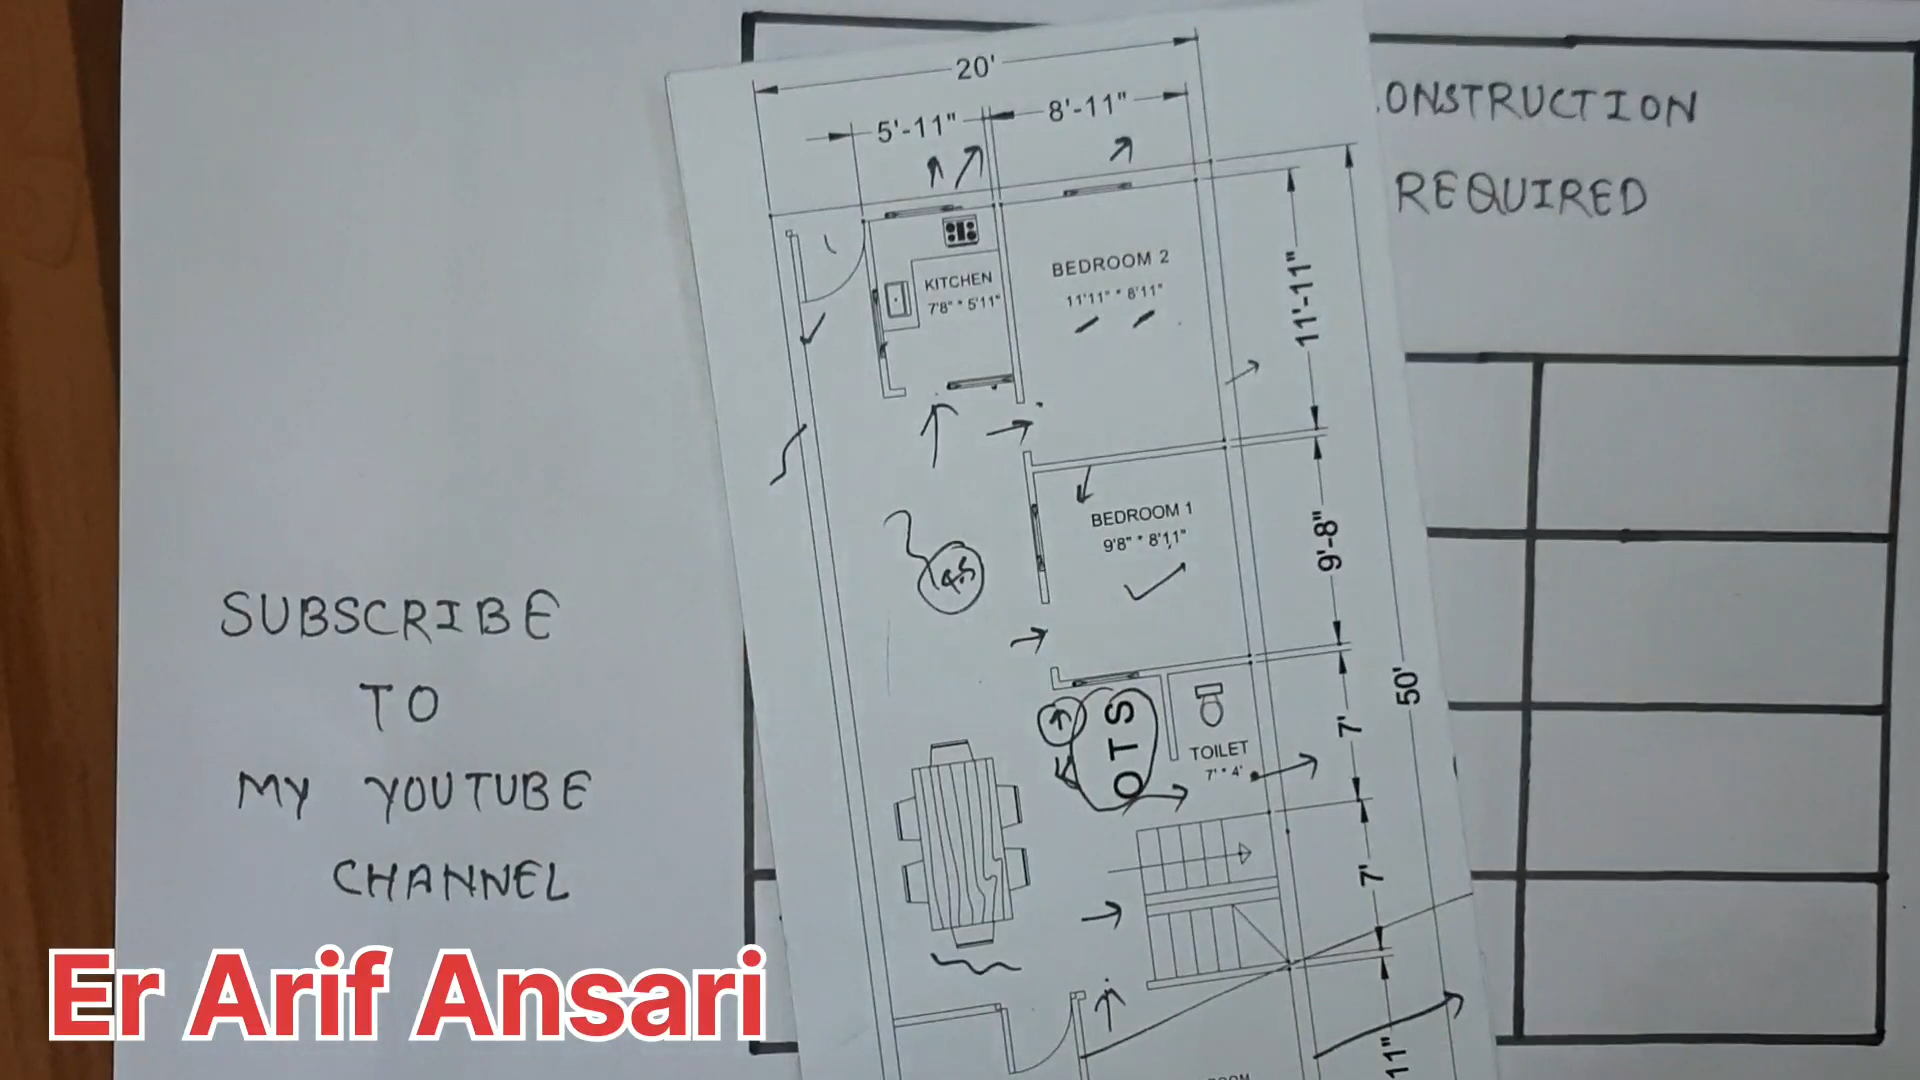 20'
5'-11"
8'-11"
ONSTRUCTION
REQUIRED
KITCHEN
7'8" * 5'11"
BEDROOM 2
11'11" * 8'11"
11'-11"
BEDROOM 1
9'8" * 8'11"
9'-8"
OTS
TOILET
7' * 4'
7'
50'
7'
SUBSCRIBE
TO
MY YOUTUBE
CHANNEL
Er Arif Ansari